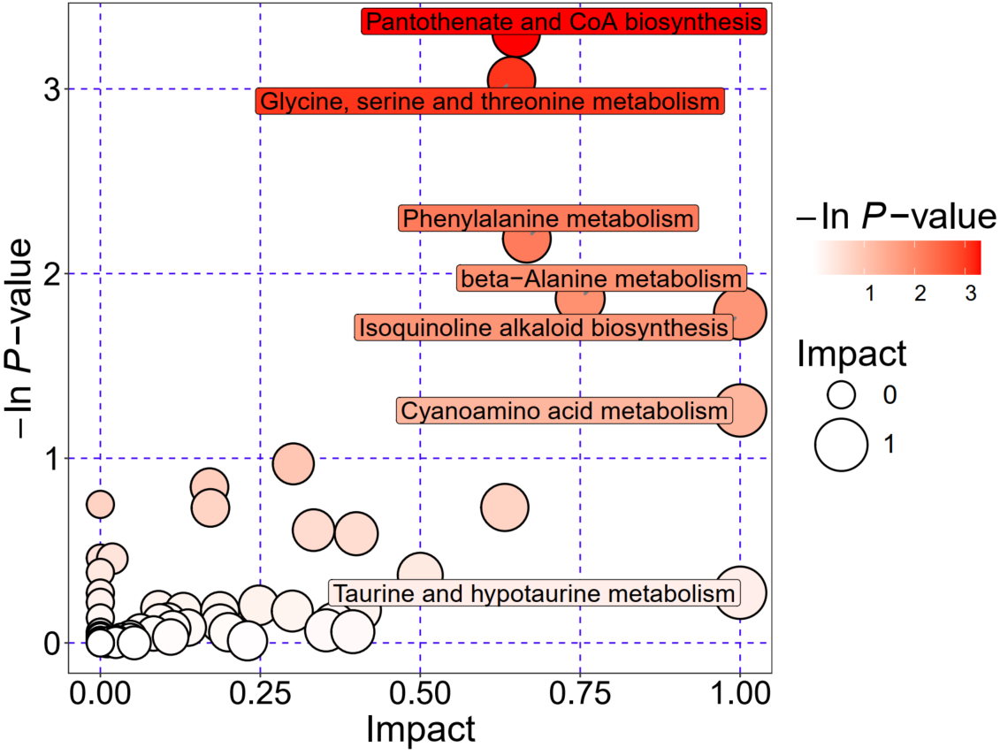 Pantothenate and CoA biosynthesis
Glycine, serine and threonine metabolism
Phenylalanine metabolism
beta−Alanine metabolism
Isoquinoline alkaloid biosynthesis
Cyanoamino acid metabolism
Taurine and hypotaurine metabolism
−ln P−value
3
2
1
0
0.00 0.25 0.50 0.75 1.00
Impact
−ln P−value
1 2 3
Impact
0
1